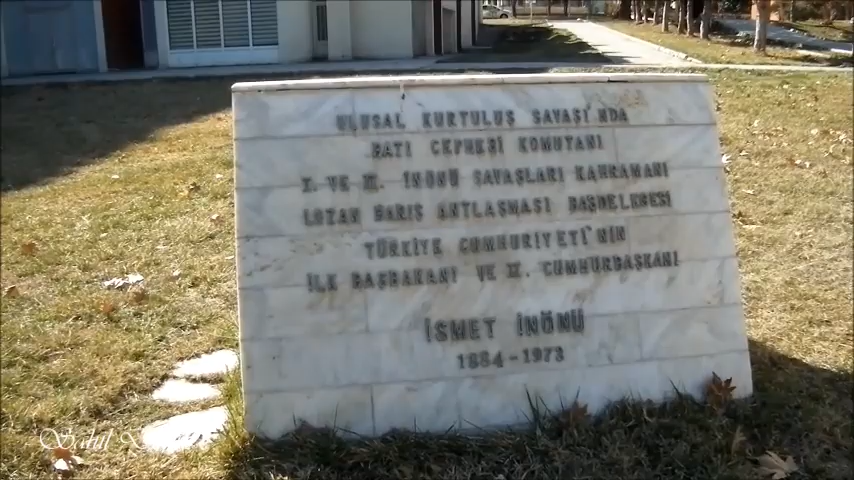 ULUSAL KURTULUŞ SAVAŞI'NDA
BATI CEPHESİ KOMUTANI
I. VE II. İNÖNÜ SAVAŞLARI KAHRAMANI
LOZAN BARIŞ ANTLAŞMASI BAŞDELEGESİ
TÜRKİYE CUMHURİYETİ'NİN
İLK BAŞBAKANI VE II. CUMHURBAŞKANI
İSMET İNÖNÜ
1884 - 1973
Sahil